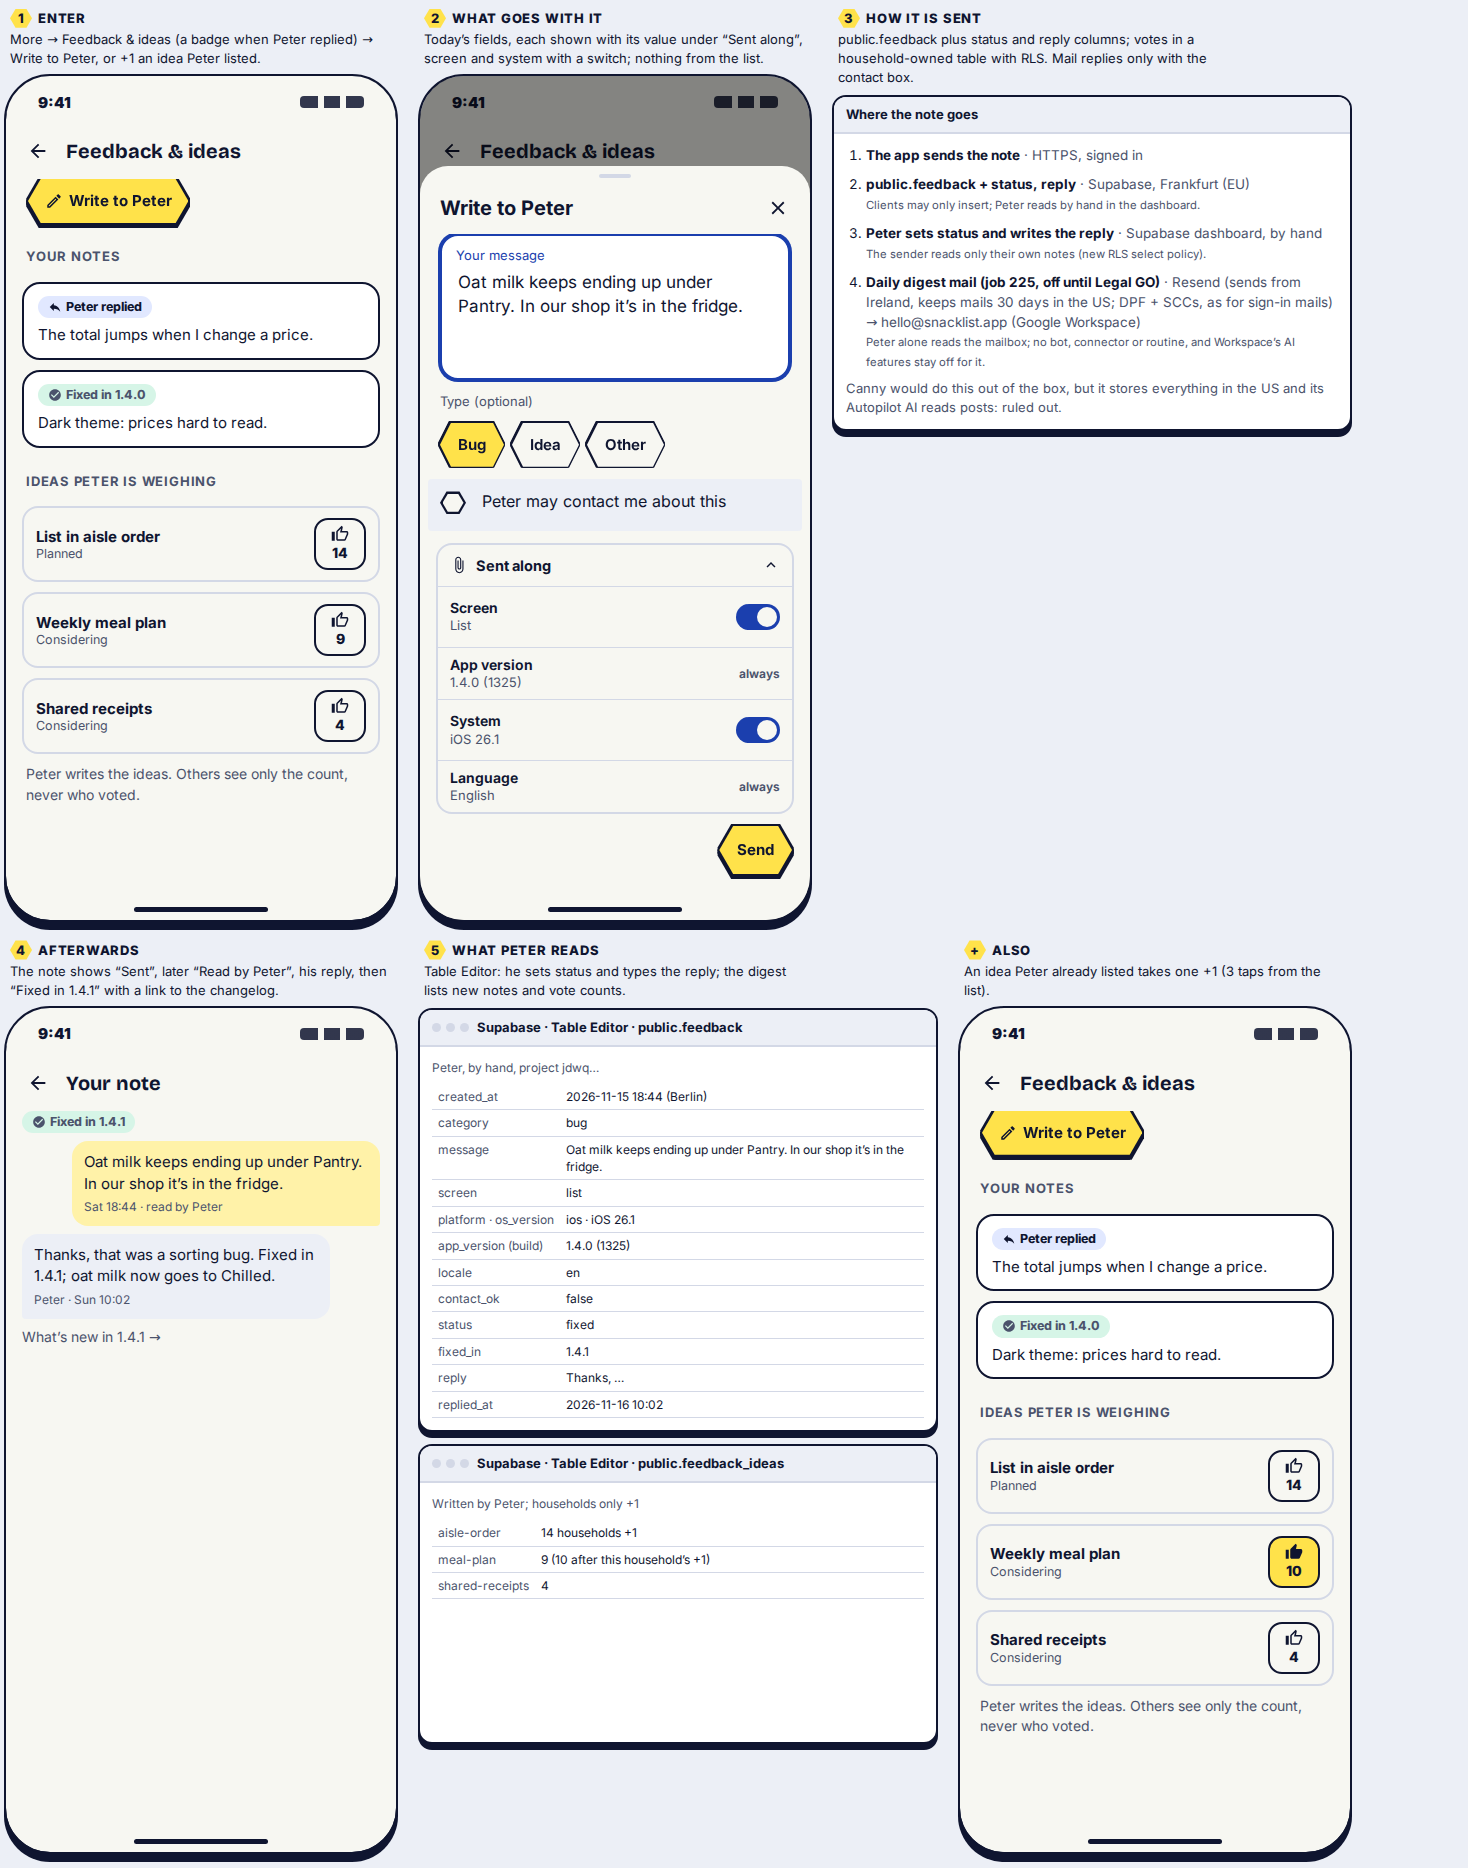 1 ENTER
More → Feedback & ideas (a badge when Peter replied) →
Write to Peter, or +1 an idea Peter listed.
9:41
Feedback & ideas
Write to Peter
YOUR NOTES
Peter replied
The total jumps when I change a price.
Fixed in 1.4.0
Dark theme: prices hard to read.
IDEAS PETER IS WEIGHING
List in aisle order
Planned
14
Weekly meal plan
Considering
9
Shared receipts
Considering
4
Peter writes the ideas. Others see only the count,
never who voted.
2 WHAT GOES WITH IT
Today’s fields, each shown with its value under “Sent along”,
screen and system with a switch; nothing from the list.
9:41
Feedback & ideas
Write to Peter
Your message
Oat milk keeps ending up under
Pantry. In our shop it’s in the fridge.
Type (optional)
Bug Idea Other
Peter may contact me about this
Sent along
Screen
List
App version
1.4.0 (1325)
always
System
iOS 26.1
Language
English
always
Send
3 HOW IT IS SENT
public.feedback plus status and reply columns; votes in a
household-owned table with RLS. Mail replies only with the
contact box.
Where the note goes
1. The app sends the note · HTTPS, signed in
2. public.feedback + status, reply · Supabase, Frankfurt (EU)
Clients may only insert; Peter reads by hand in the dashboard.
3. Peter sets status and writes the reply · Supabase dashboard, by hand
The sender reads only their own notes (new RLS select policy).
4. Daily digest mail (job 225, off until Legal GO) · Resend (sends from
Ireland, keeps mails 30 days in the US; DPF + SCCs, as for sign-in mails)
→ hello@snacklist.app (Google Workspace)
Peter alone reads the mailbox; no bot, connector or routine, and Workspace’s AI
features stay off for it.
Canny would do this out of the box, but it stores everything in the US and its
Autopilot AI reads posts: ruled out.
4 AFTERWARDS
The note shows “Sent”, later “Read by Peter”, his reply, then
“Fixed in 1.4.1” with a link to the changelog.
9:41
Your note
Fixed in 1.4.1
Oat milk keeps ending up under Pantry.
In our shop it’s in the fridge.
Sat 18:44 · read by Peter
Thanks, that was a sorting bug. Fixed in
1.4.1; oat milk now goes to Chilled.
Peter · Sun 10:02
What’s new in 1.4.1 →
5 WHAT PETER READS
Table Editor: he sets status and types the reply; the digest
lists new notes and vote counts.
Supabase · Table Editor · public.feedback
Peter, by hand, project jdwq…
created_at 2026-11-15 18:44 (Berlin)
category bug
message Oat milk keeps ending up under Pantry. In our shop it’s in the
fridge.
screen list
platform · os_version ios · iOS 26.1
app_version (build) 1.4.0 (1325)
locale en
contact_ok false
status fixed
fixed_in 1.4.1
reply Thanks, …
replied_at 2026-11-16 10:02
Supabase · Table Editor · public.feedback_ideas
Written by Peter; households only +1
aisle-order 14 households +1
meal-plan 9 (10 after this household’s +1)
shared-receipts 4
+ ALSO
An idea Peter already listed takes one +1 (3 taps from the
list).
9:41
Feedback & ideas
Write to Peter
YOUR NOTES
Peter replied
The total jumps when I change a price.
Fixed in 1.4.0
Dark theme: prices hard to read.
IDEAS PETER IS WEIGHING
List in aisle order
Planned
14
Weekly meal plan
Considering
10
Shared receipts
Considering
4
Peter writes the ideas. Others see only the count,
never who voted.